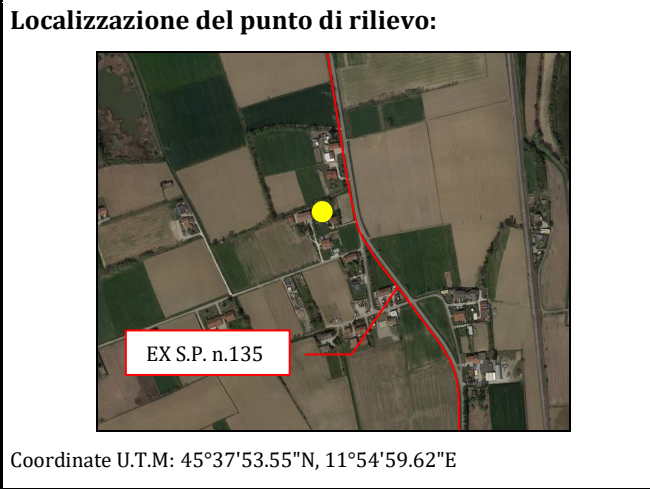 Localizzazione del punto di rilievo:
EX S.P. n.135
Coordinate U.T.M: 45°37'53.55"N, 11°54'59.62"E